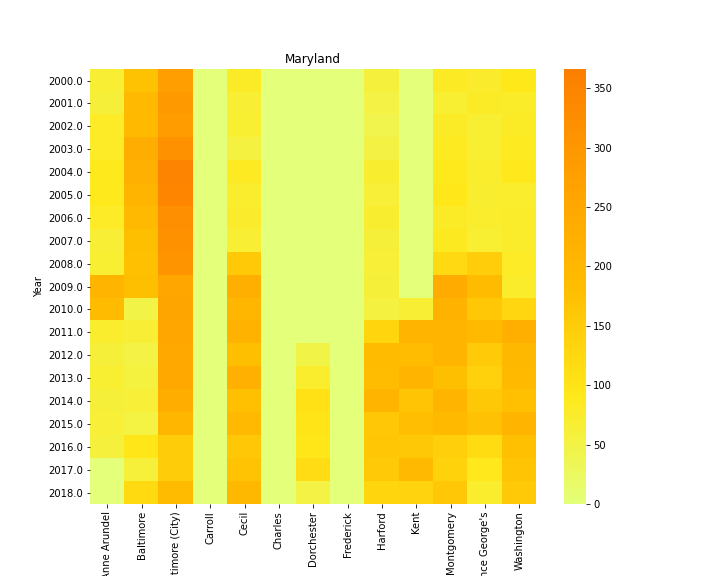 Maryland
Year
2000.0
2001.0
2002.0
2003.0
2004.0
2005.0
2006.0
2007.0
2008.0
2009.0
2010.0
2011.0
2012.0
2013.0
2014.0
2015.0
2016.0
2017.0
2018.0
350
300
250
200
150
100
50
0
Arundel
Baltimore
(City)
Carroll
Cecil
Charles
Dorchester
Frederick
Harford
Kent
Montgomery
George's
Washington